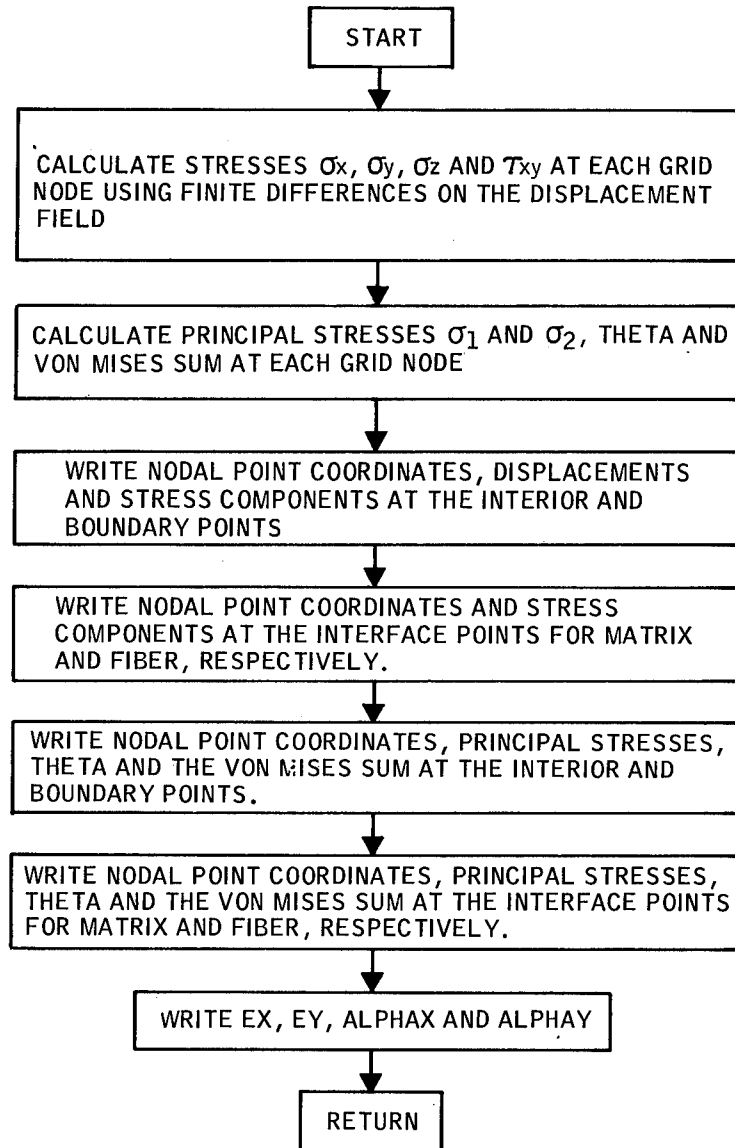 START
CALCULATE STRESSES σx, σy, σz AND τxy AT EACH GRID
NODE USING FINITE DIFFERENCES ON THE DISPLACEMENT
FIELD
CALCULATE PRINCIPAL STRESSES σ1 AND σ2, THETA AND
VON MISES SUM AT EACH GRID NODE
WRITE NODAL POINT COORDINATES, DISPLACEMENTS
AND STRESS COMPONENTS AT THE INTERIOR AND
BOUNDARY POINTS
WRITE NODAL POINT COORDINATES AND STRESS
COMPONENTS AT THE INTERFACE POINTS FOR MATRIX
AND FIBER, RESPECTIVELY.
WRITE NODAL POINT COORDINATES, PRINCIPAL STRESSES,
THETA AND THE VON MISES SUM AT THE INTERIOR AND
BOUNDARY POINTS.
WRITE NODAL POINT COORDINATES, PRINCIPAL STRESSES,
THETA AND THE VON MISES SUM AT THE INTERFACE POINTS
FOR MATRIX AND FIBER, RESPECTIVELY.
WRITE EX, EY, ALPHAX AND ALPHAY
RETURN